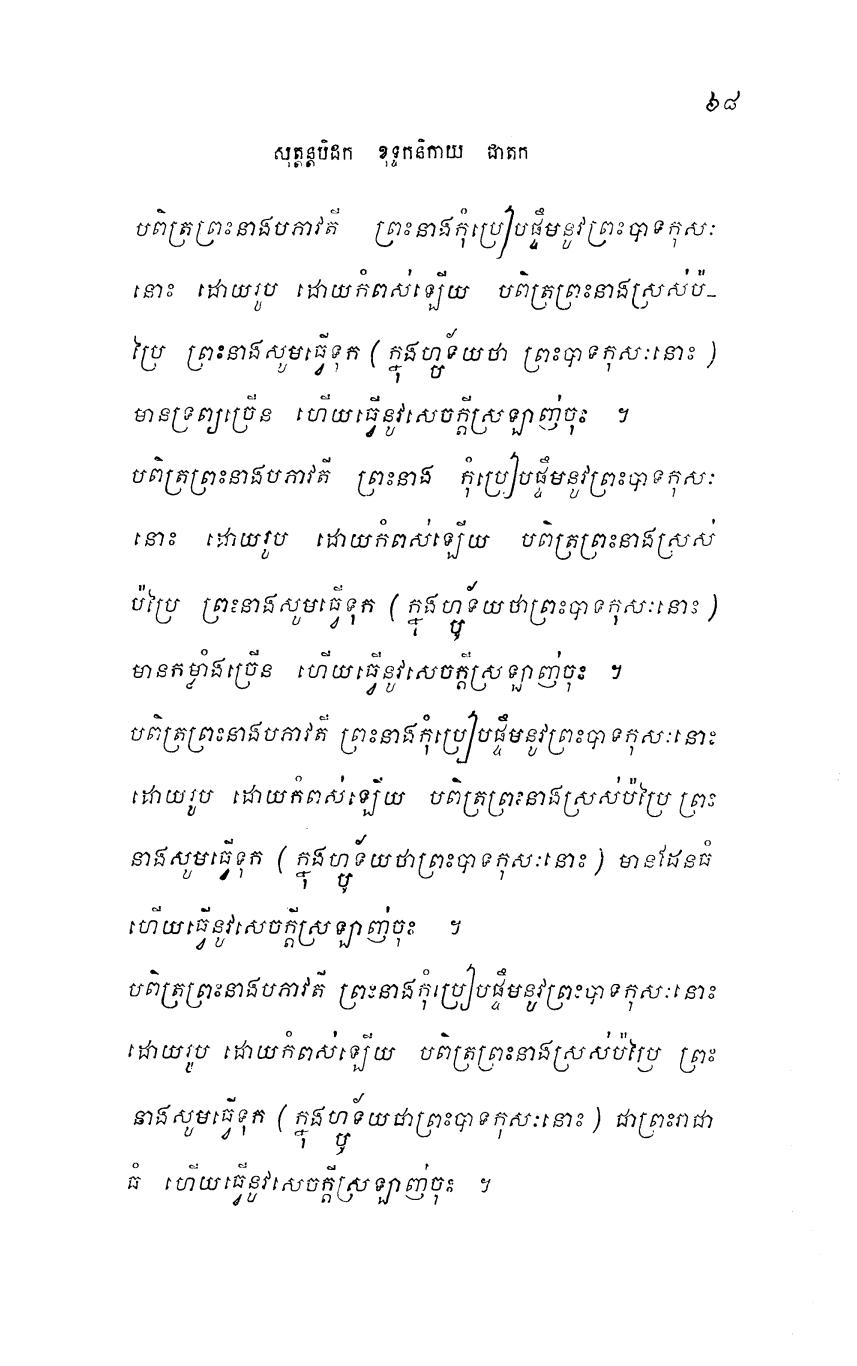 ៦៨
សុត្តន្តបិដក ខុទ្ទកនិកាយ ជាតក
បពិត្រព្រះនាងបភាវតី ព្រះនាងកុំប្រៀបផ្ទឹមនូវព្រះបាទកុសៈ
នោះ ដោយរូប ដោយកំពស់ឡើយ បពិត្រព្រះនាងស្រស់ប៉-
ប្រៃ ព្រះនាងសូមធ្វើទុក (ក្នុងហ្ឫទ័យថា ព្រះបាទកុសៈនោះ)
មានទ្រព្យច្រើន ហើយធ្វើនូវសេចក្តីស្រឡាញ់ចុះ ។
បពិត្រព្រះនាងបភាវតី ព្រះនាង កុំប្រៀបផ្ទឹមនូវព្រះបាទកុសៈ
នោះ ដោយរូប ដោយកំពស់ឡើយ បពិត្រព្រះនាងស្រស់
ប៉ប្រៃ ព្រះនាងសូមធ្វើទុក (ក្នុងហ្ឫទ័យថាព្រះបាទកុសៈនោះ)
មានកម្លាំងច្រើន ហើយធ្វើនូវសេចក្តីស្រឡាញ់ចុះ ។
បពិត្រព្រះនាងបភាវតី ព្រះនាងកុំប្រៀបផ្ទឹមនូវព្រះបាទកុសៈនោះ
ដោយរូប ដោយកំពស់ឡើយ បពិត្រព្រះនាងស្រស់ប៉ប្រៃ ព្រះ
នាងសូមធ្វើទុក (ក្នុងហ្ឫទ័យថាព្រះបាទកុសៈនោះ) មានដែនធំ
ហើយធ្វើនូវសេចក្តីស្រឡាញ់ចុះ ។
បពិត្រព្រះនាងបភាវតី ព្រះនាងកុំប្រៀបផ្ទឹមនូវព្រះបាទកុសៈនោះ
ដោយរូប ដោយកំពស់ឡើយ បពិត្រព្រះនាងស្រស់ប៉ប្រៃ ព្រះ
នាងសូមធ្វើទុក (ក្នុងហ្ឫទ័យថាព្រះបាទកុសៈនោះ) ជាព្រះរាជា
ធំ ហើយធ្វើនូវសេចក្តីស្រឡាញ់ចុះ ។